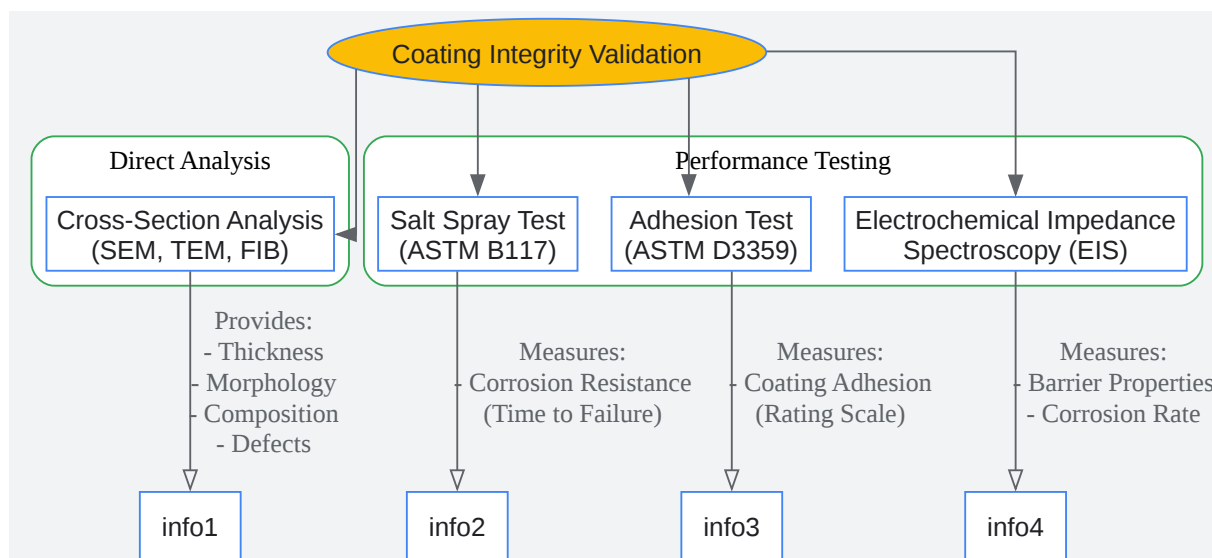 Coating Integrity Validation
Direct Analysis
Performance Testing
Cross-Section Analysis
(SEM, TEM, FIB)
Salt Spray Test
(ASTM B117)
Adhesion Test
(ASTM D3359)
Electrochemical Impedance
Spectroscopy (EIS)
Provides:
- Thickness
- Morphology
- Composition
- Defects
Measures:
- Corrosion Resistance
(Time to Failure)
Measures:
- Coating Adhesion
(Rating Scale)
Measures:
- Barrier Properties
- Corrosion Rate
info1
info2
info3
info4